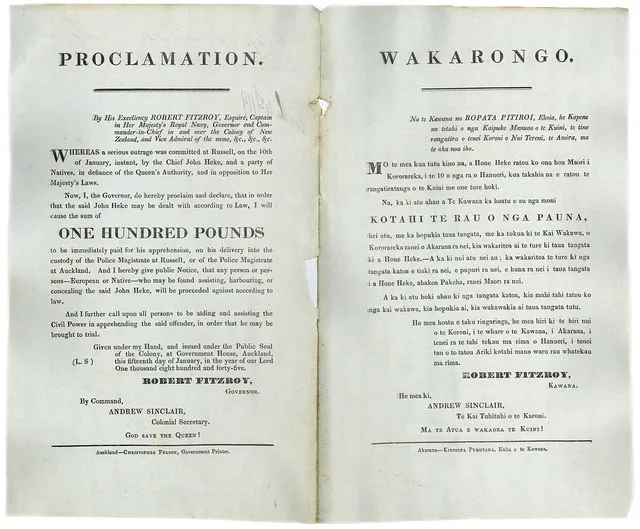 PROCLAMATION.
By His Excellency ROBERT FITZROY, Esquire, Captain
in Her Majesty's Royal Navy, Governor and Com-
mander-in-Chief in and over the Colony of New
Zealand, and Vice Admiral of the same, &c., &c., &c.
WHEREAS a serious outrage was committed at Russell, on the 10th
of January, instant, by the Chief John Heke, and a party of
Natives, in defiance of the Queen's Authority, and in opposition to Her
Majesty's Laws.
Now, I, the Governor, do hereby proclaim and declare, that in order
that the said John Heke may be dealt with according to Law, I will
cause the sum of
ONE HUNDRED POUNDS
to be immediately paid for his apprehension, on his delivery into the
custody of the Police Magistrate at Russell, or of the Police Magistrate
at Auckland. And I hereby give public Notice, that any person or per-
sons—European or Native—who may be found assisting, harbouring, or
concealing the said John Heke, will be proceeded against according to
law.
And I further call upon all persons to be aiding and assisting the
Civil Power in apprehending the said offender, in order that he may be
brought to trial.
Given under my Hand, and issued under the Public Seal
of the Colony, at Government House, Auckland,
(L. S) this fifteenth day of January, in the year of our Lord
One thousand eight hundred and forty-five.
ROBERT FITZROY,
GOVERNOR.
By Command,
ANDREW SINCLAIR,
Colonial Secretary.
GOD SAVE THE QUEEN!
Auckland—CHRISTOPHER FULTON, Government Printer.
WAKARONGO.
Na te Kawana na ROPATA PITIROI, Ekoia, he Kapene
no tetahi o nga Kaipuke Manuao o te Kuini, te tino
rangatira o tenei Koroni o Nui Tereni, te Amira, ma
te aha noa iho.
MO te mea kua tutu kino na, a Hone Heke ratou ko ona hoa Maori i
Kororareka, i te 10 o nga ra o Hanueri, kua takahia na e ratou te
rangatiratanga o te Kuini me one ture hoki.
Na, ka ki atu ahau a Te Kawana ka hoatu e au nga moni
KOTAHI TE RAU O NGA PAUNA,
hei utu, me ka hopukia taua tangata, me ka tokua ki te Kai Wakawa, o
Kororareka ranei o Akarana ra nei, kia wakaritea ai te ture ki taua tangata
ki a Hone Heke.—A ka ki nui atu nei au; ka wakaritea te ture ki nga
tangata katoa e tiaki ra nei, e papuri ra nei, e huna ra nei i taua tangata
i a Hone Heke, ahakoa Pakeha, ranei Maori ra nei.
A ka ki atu hoki ahau ki nga tangata katoa, kia mohi tahi tatou ko
nga kai wakawa, kia hopukia ai, kia wakawakia ai taua tangata tutu.
He mea hoatu e taku ringaringa, he mea hiri ki te hiri nui
o te Koroni, i te whare o te Kawana, i Akarana, i
tenei ra te tahi tekau ma rima o Hanueri, i tenei
tau o to tatou Ariki kotahi mano waru rau whatekau
ma rima.
ROBERT FITZROY,
KAWANA.
He mea ki,
ANDREW SINCLAIR,
Te Kai Tuhituhi o te Karoni.
MA TE ATUA E WAKAORA TE KUINI!
Akarana—KIRITOPA PURUTANA, Kaita o te Kawana.